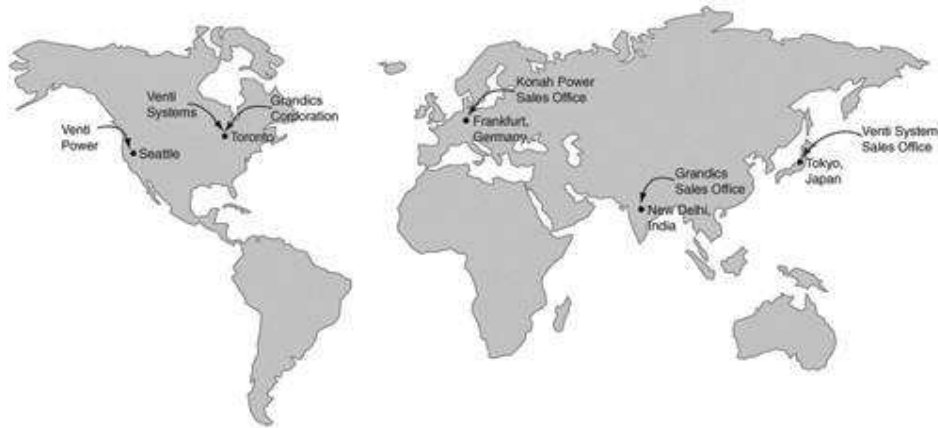 Venti
Systems
Grandics
Corporation
Venti
Power
Seattle
Toronto
Konah Power
Sales Office
Frankfurt,
Germany
Grandics
Sales Office
New Delhi,
India
Venti System
Sales Office
Tokyo,
Japan